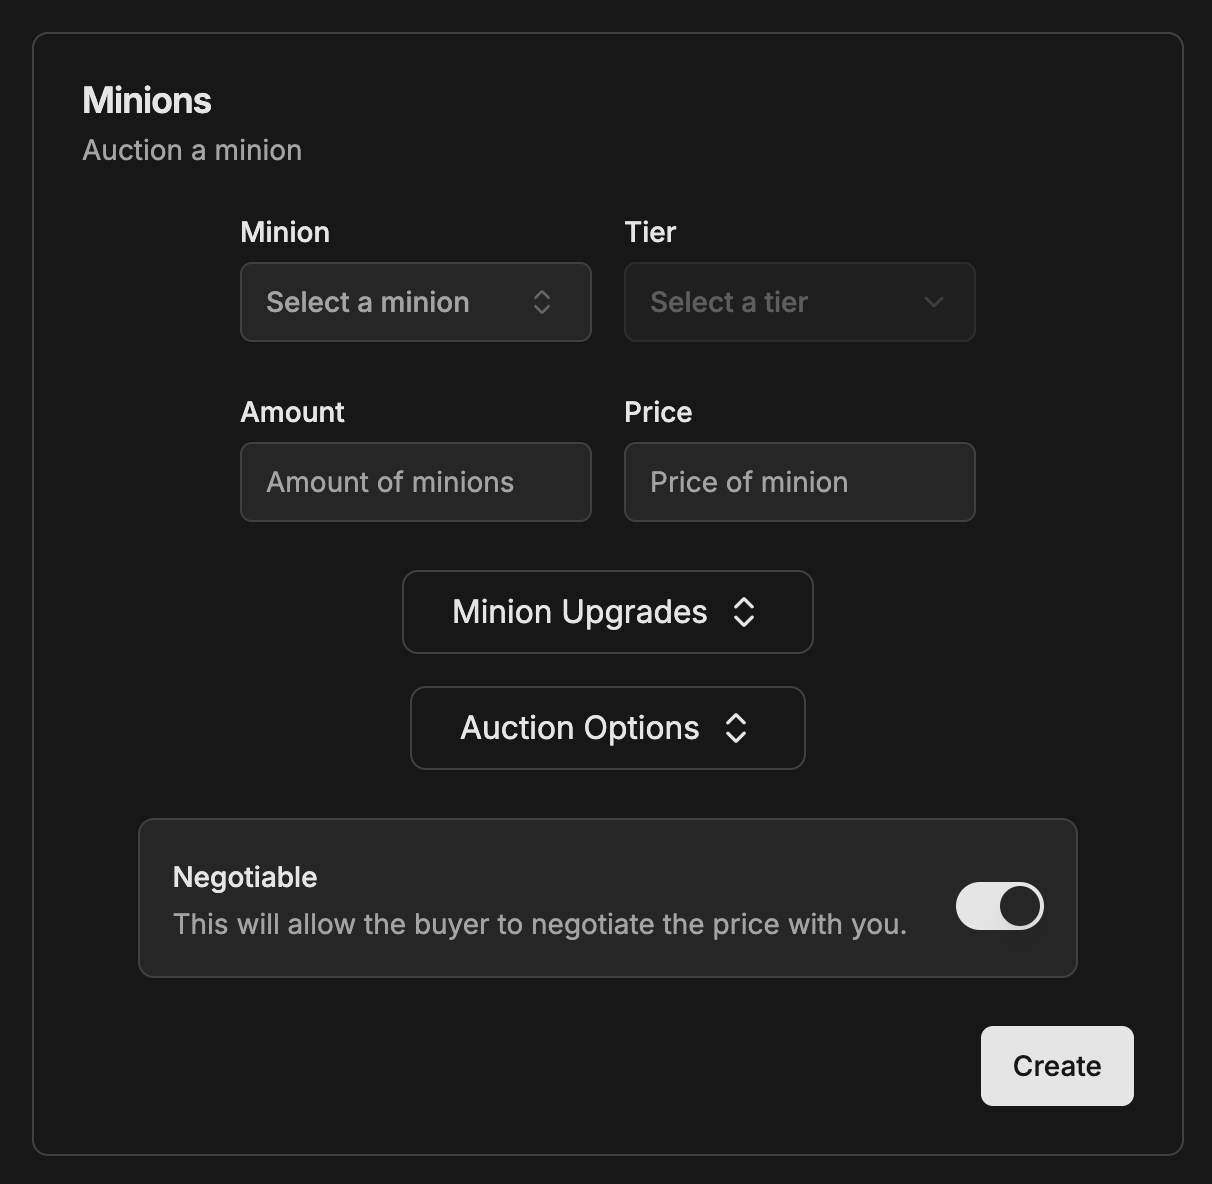 Minions
Auction a minion
Minion
Tier
Select a minion
Select a tier
Amount
Price
Amount of minions
Price of minion
Minion Upgrades
Auction Options
Negotiable
This will allow the buyer to negotiate the price with you.
Create